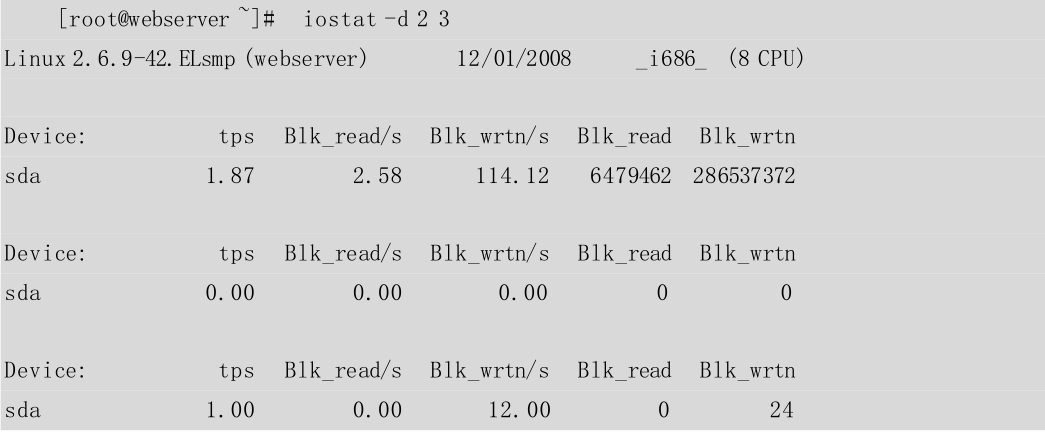 [root@webserver ~]# iostat -d 2 3
Linux 2.6.9-42.ELsmp (webserver) 12/01/2008 _i686_ (8 CPU)
Device: tps Blk_read/s Blk_wrtn/s Blk_read Blk_wrtn
sda 1.87 2.58 114.12 6479462 286537372
Device: tps Blk_read/s Blk_wrtn/s Blk_read Blk_wrtn
sda 0.00 0.00 0.00 0 0
Device: tps Blk_read/s Blk_wrtn/s Blk_read Blk_wrtn
sda 1.00 0.00 12.00 0 24